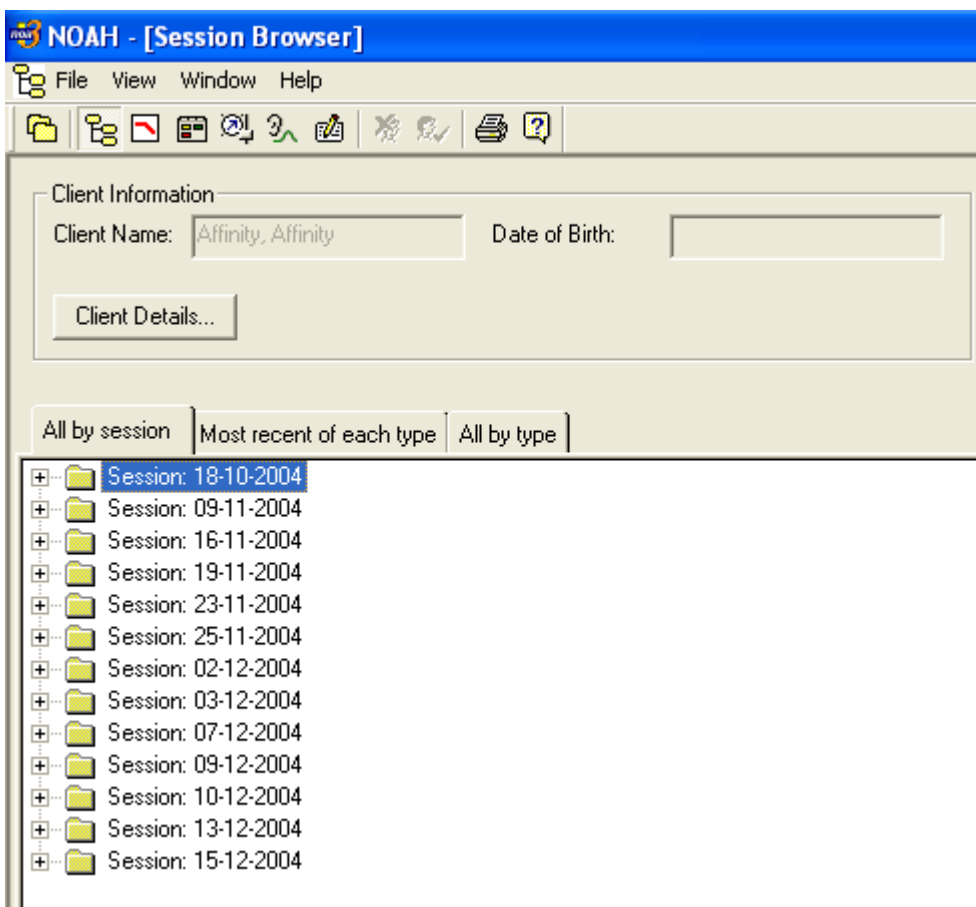 NOAH - [Session Browser]
File View Window Help
Client Information
Client Name: Affinity, Affinity Date of Birth:
Client Details...
All by session Most recent of each type All by type
Session: 18-10-2004
Session: 09-11-2004
Session: 16-11-2004
Session: 19-11-2004
Session: 23-11-2004
Session: 25-11-2004
Session: 02-12-2004
Session: 03-12-2004
Session: 07-12-2004
Session: 09-12-2004
Session: 10-12-2004
Session: 13-12-2004
Session: 15-12-2004